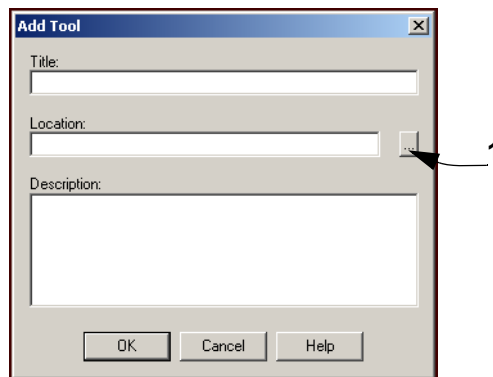 Add Tool
Title:
Location:
...
1
Description:
OK Cancel Help